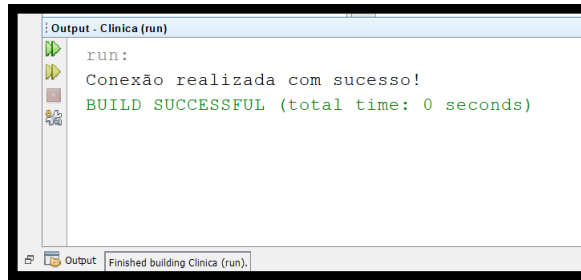 Output - Clinica (run)
run:
Conexão realizada com sucesso!
BUILD SUCCESSFUL (total time: 0 seconds)
Output
Finished building Clinica (run).